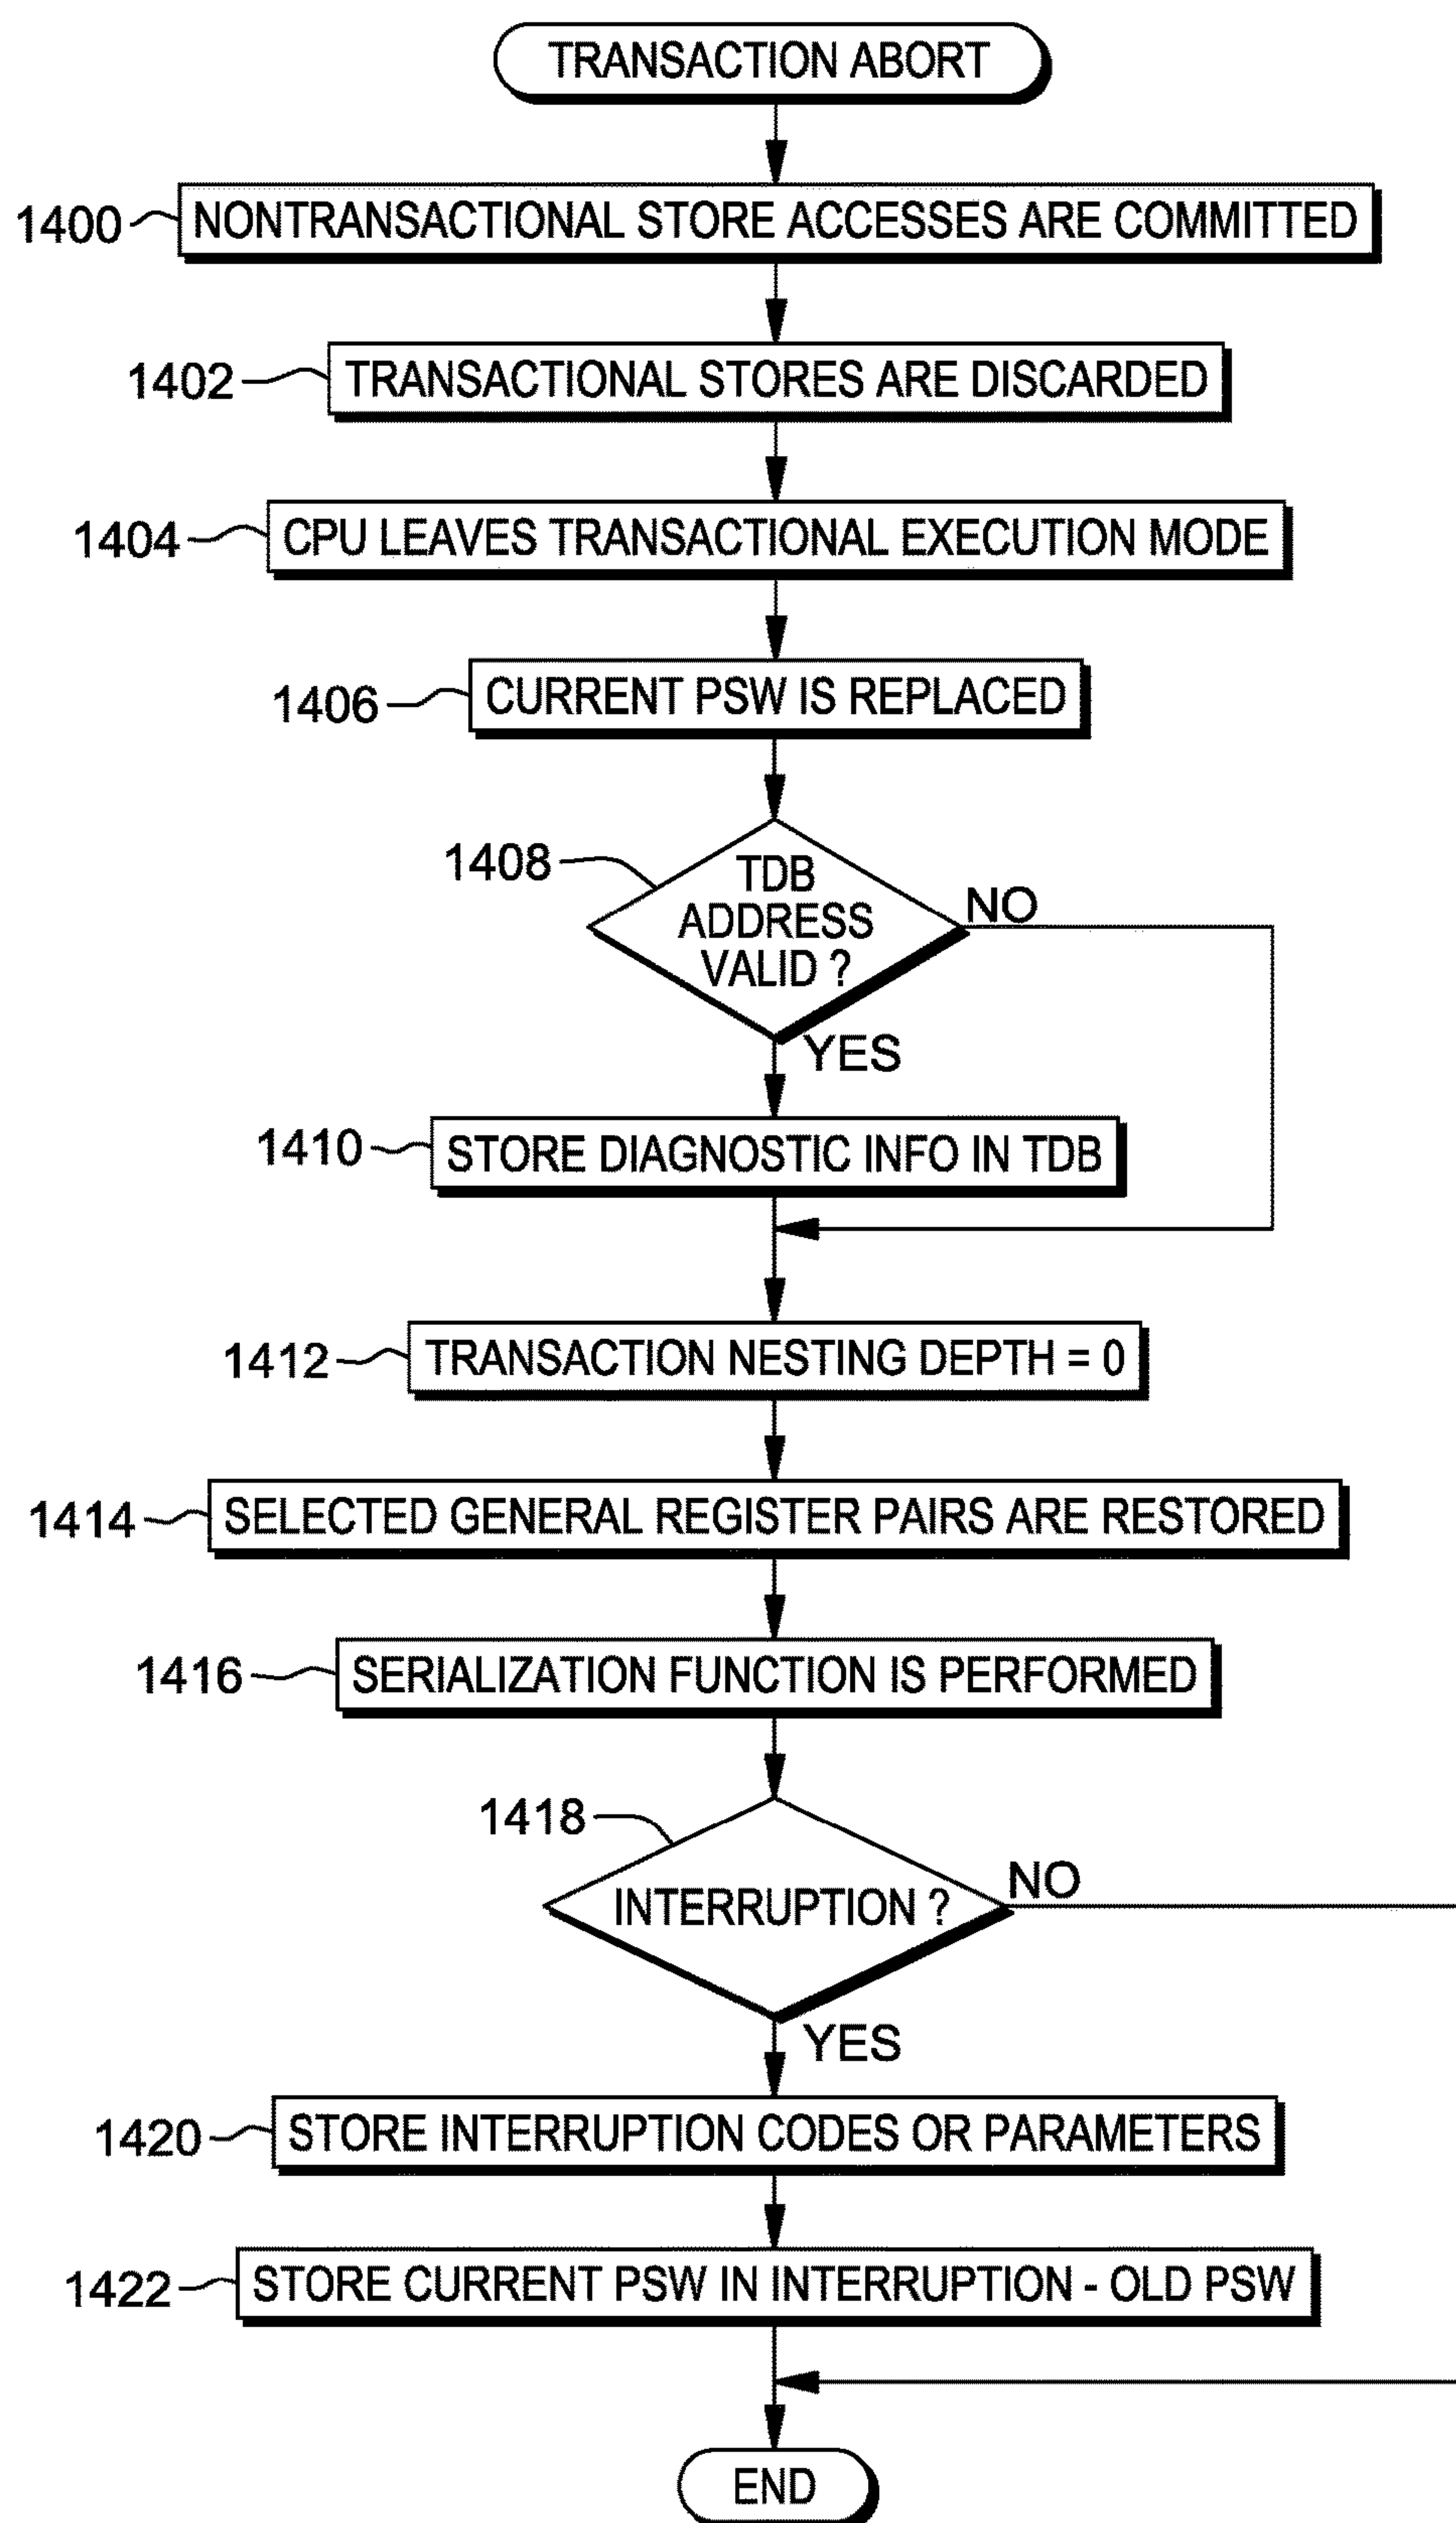 TRANSACTION ABORT
1400
NONTRANSACTIONAL STORE ACCESSES ARE COMMITTED
1402
TRANSACTIONAL STORES ARE DISCARDED
1404
CPU LEAVES TRANSACTIONAL EXECUTION MODE
1406
CURRENT PSW IS REPLACED
1408
TDB
ADDRESS
VALID ?
NO
YES
1410
STORE DIAGNOSTIC INFO IN TDB
1412
TRANSACTION NESTING DEPTH = 0
1414
SELECTED GENERAL REGISTER PAIRS ARE RESTORED
1416
SERIALIZATION FUNCTION IS PERFORMED
1418
INTERRUPTION ?
NO
YES
1420
STORE INTERRUPTION CODES OR PARAMETERS
1422
STORE CURRENT PSW IN INTERRUPTION - OLD PSW
END